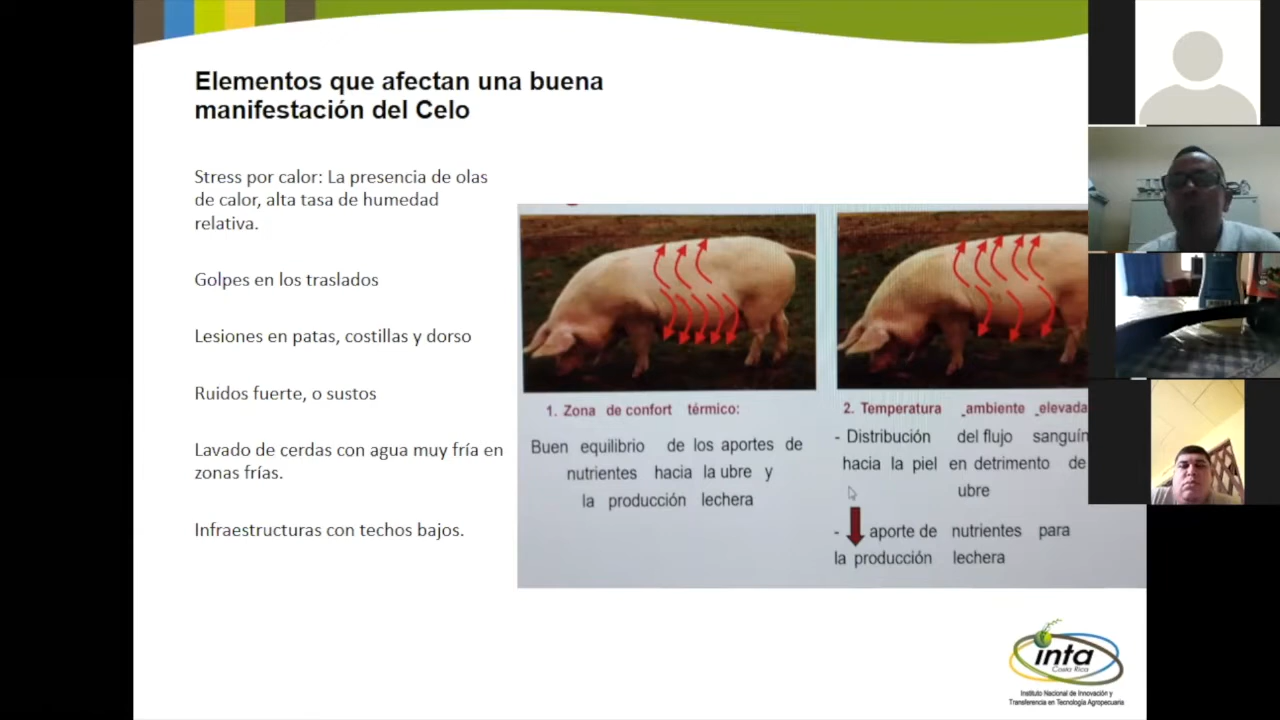 Elementos que afectan una buena
manifestación del Celo
Stress por calor: La presencia de olas
de calor, alta tasa de humedad
relativa.
Golpes en los traslados
Lesiones en patas, costillas y dorso
Ruidos fuerte, o sustos
Lavado de cerdas con agua muy fría en
zonas frías.
Infraestructuras con techos bajos.
1. Zona de confort térmico:
Buen equilibrio de los aportes de
nutrientes hacia la ubre y
la producción lechera
2. Temperatura _ambiente _elevada
- Distribución del flujo sanguín
hacia la piel en detrimento de
ubre
- aporte de nutrientes para
la producción lechera
inta
Costa Rica
Instituto Nacional de Innovación y
Transferencia en Tecnología Agropecuaria